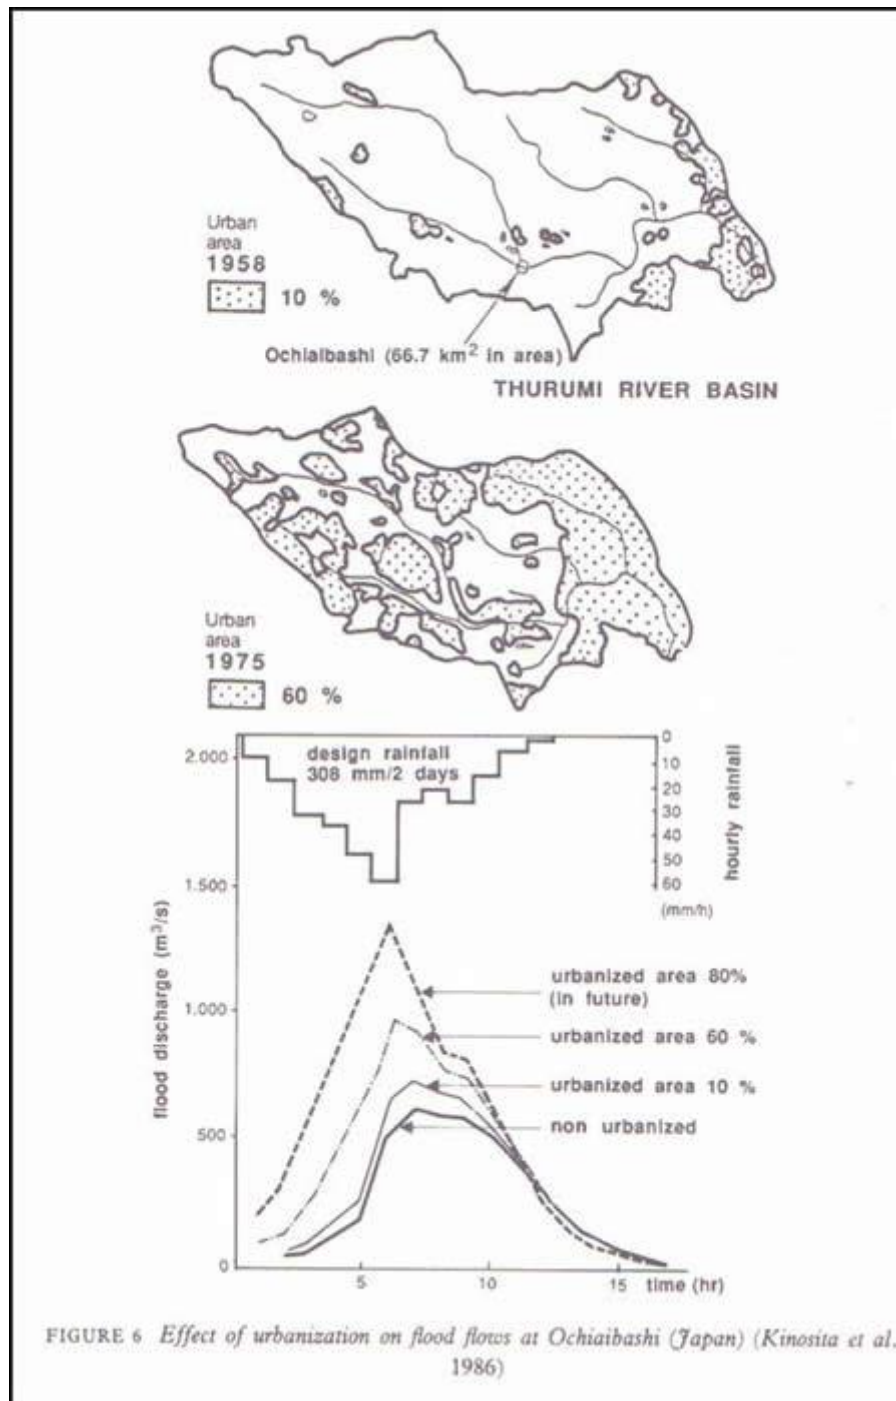 Urban
area
1958
10 %
Ochiaibashi (66.7 km² in area)
THURUMI RIVER BASIN
Urban
area
1975
60 %
design rainfall
308 mm/2 days
2.000
1.500
1.000
500
0
flood discharge (m³/s)
0
10
20
30
40
50
60
(mm/h)
hourly rainfall
urbanized area 80%
(in future)
urbanized area 60 %
urbanized area 10 %
non urbanized
5
10
15
time (hr)
FIGURE 6 Effect of urbanization on flood flows at Ochiaibashi (Japan) (Kinosita et al.
1986)